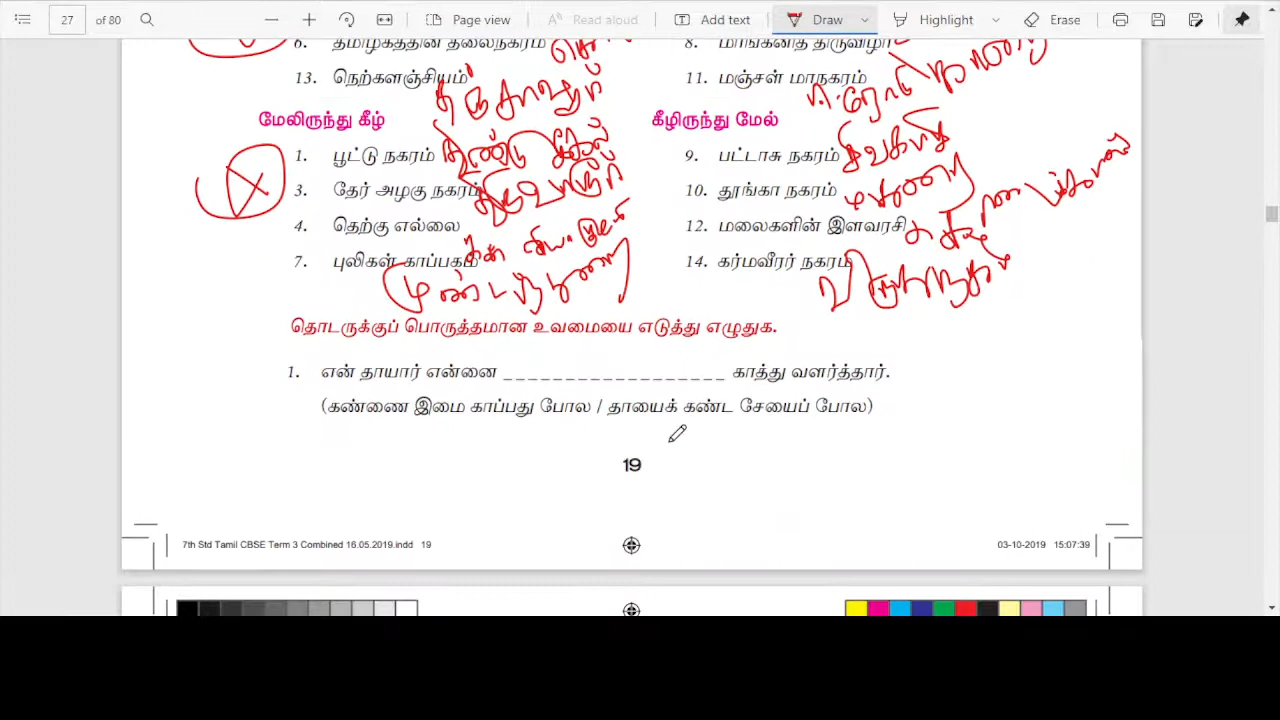 27 of 80 Page view Read aloud Add text Draw Highlight Erase
6. தமிழகத்தின் தலைநகரம்
8. மாங்கனித் திருவிழா
13. நெற்களஞ்சியம்
11. மஞ்சள் மாநகரம்
மேலிருந்து கீழ்
கீழிருந்து மேல்
1. பூட்டு நகரம்
9. பட்டாசு நகரம்
3. தேர் அழகு நகரம்
10. தூங்கா நகரம்
4. தெற்கு எல்லை
12. மலைகளின் இளவரசி
7. புலிகள் காப்பகம்
14. கர்மவீரர் நகரம்
தொடருக்குப் பொருத்தமான உவமையை எடுத்து எழுதுக.
1. என் தாயார் என்னை _ _ _ _ _ _ _ _ _ _ _ _ _ _ _ _ _ _ காத்து வளர்த்தார்.
(கண்ணை இமை காப்பது போல / தாயைக் கண்ட சேயைப் போல)
19
7th Std Tamil CBSE Term 3 Combined 16.05.2019.indd 19
03-10-2019 15:07:39